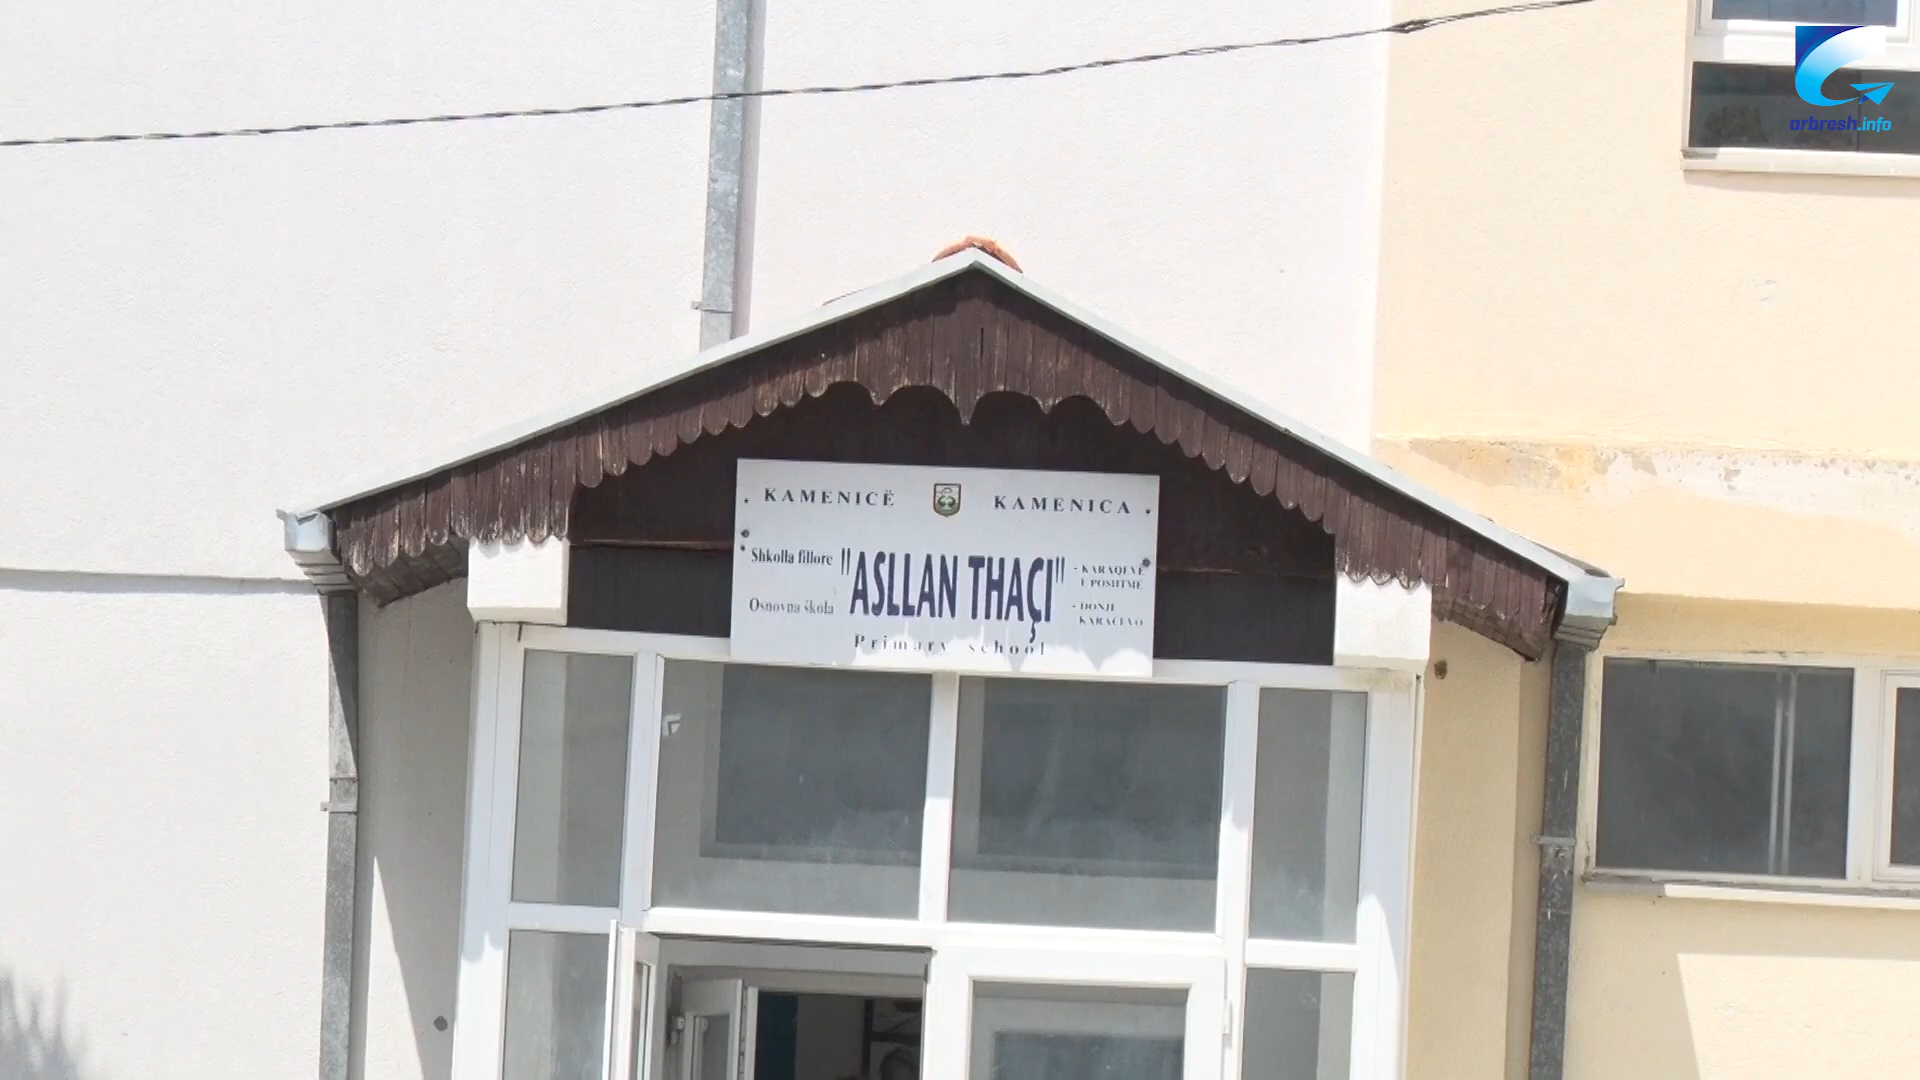 arbresh.info
KAMENICË KAMENICA
Shkolla fillore "ASLLAN THAÇI" - KARAQEVË
I POSHTME
Osnovna škola - DONJE
KARAČEVO
Primary school